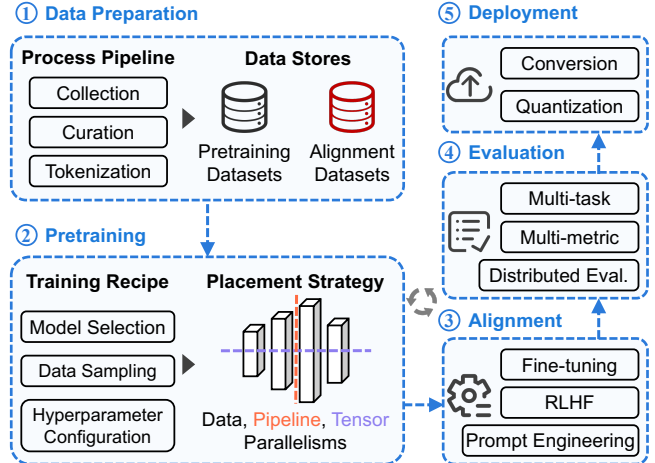 ① Data Preparation
Process Pipeline
Collection
Curation
Tokenization
Data Stores
Pretraining
Datasets
Alignment
Datasets
② Pretraining
Training Recipe
Model Selection
Data Sampling
Hyperparameter
Configuration
Placement Strategy
Data, Pipeline, Tensor
Parallelisms
③ Alignment
Fine-tuning
RLHF
Prompt Engineering
④ Evaluation
Multi-task
Multi-metric
Distributed Eval.
⑤ Deployment
Conversion
Quantization